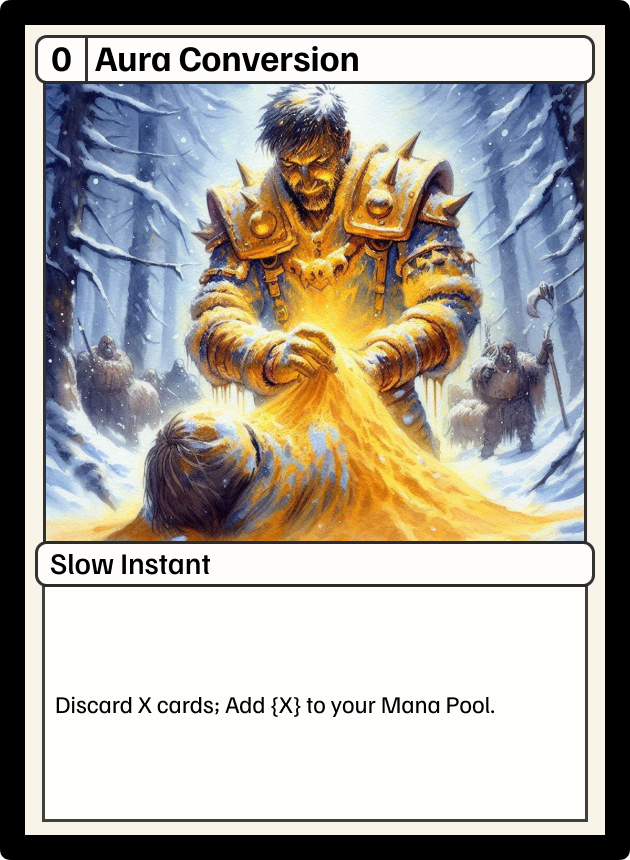 0 Aura Conversion
Slow Instant
Discard X cards; Add {X} to your Mana Pool.